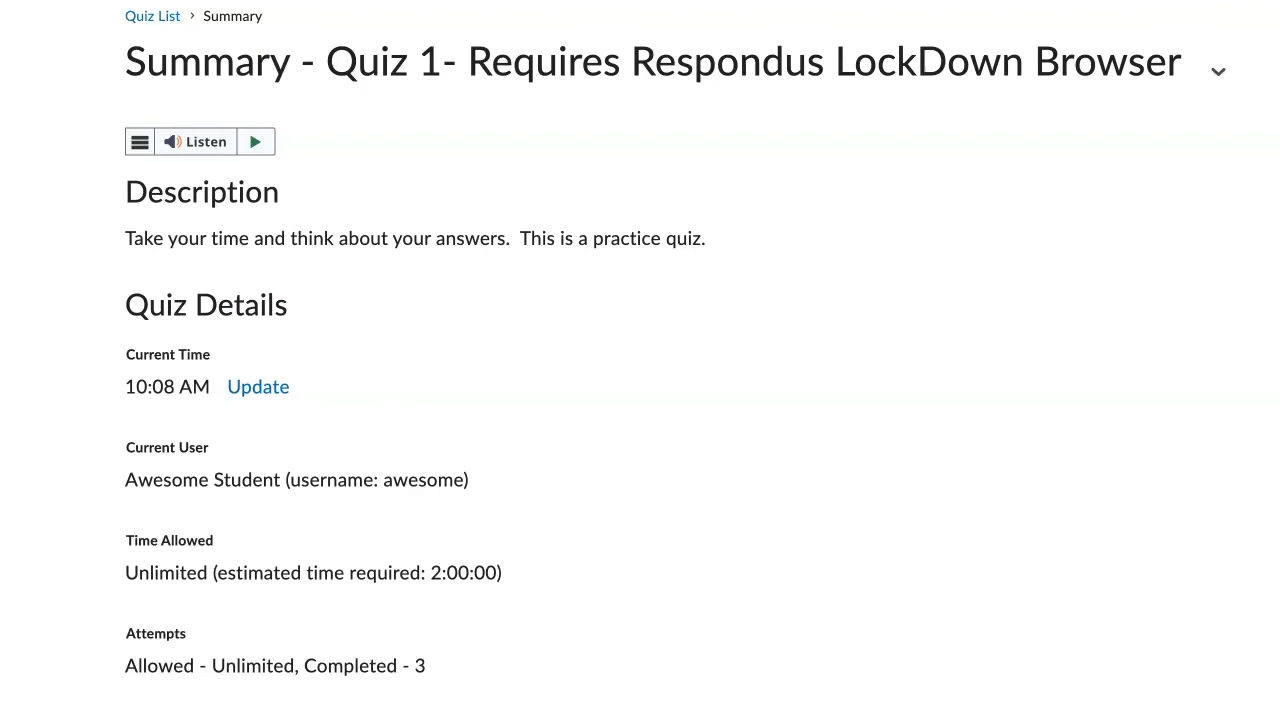 Quiz List › Summary
Summary - Quiz 1- Requires Respondus LockDown Browser
Listen
Description
Take your time and think about your answers.  This is a practice quiz.
Quiz Details
Current Time
10:08 AM Update
Current User
Awesome Student (username: awesome)
Time Allowed
Unlimited (estimated time required: 2:00:00)
Attempts
Allowed - Unlimited, Completed - 3